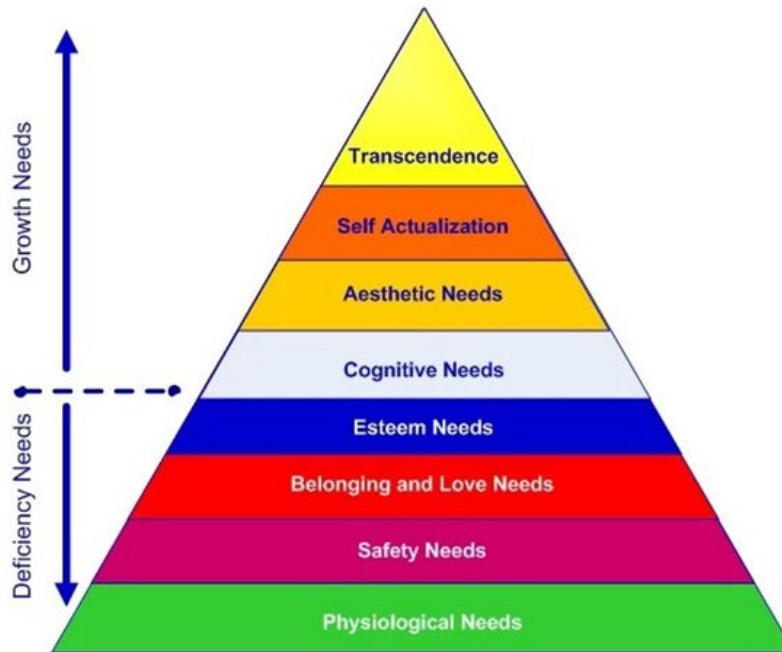 Growth Needs
Deficiency Needs
Transcendence
Self Actualization
Aesthetic Needs
Cognitive Needs
Esteem Needs
Belonging and Love Needs
Safety Needs
Physiological Needs